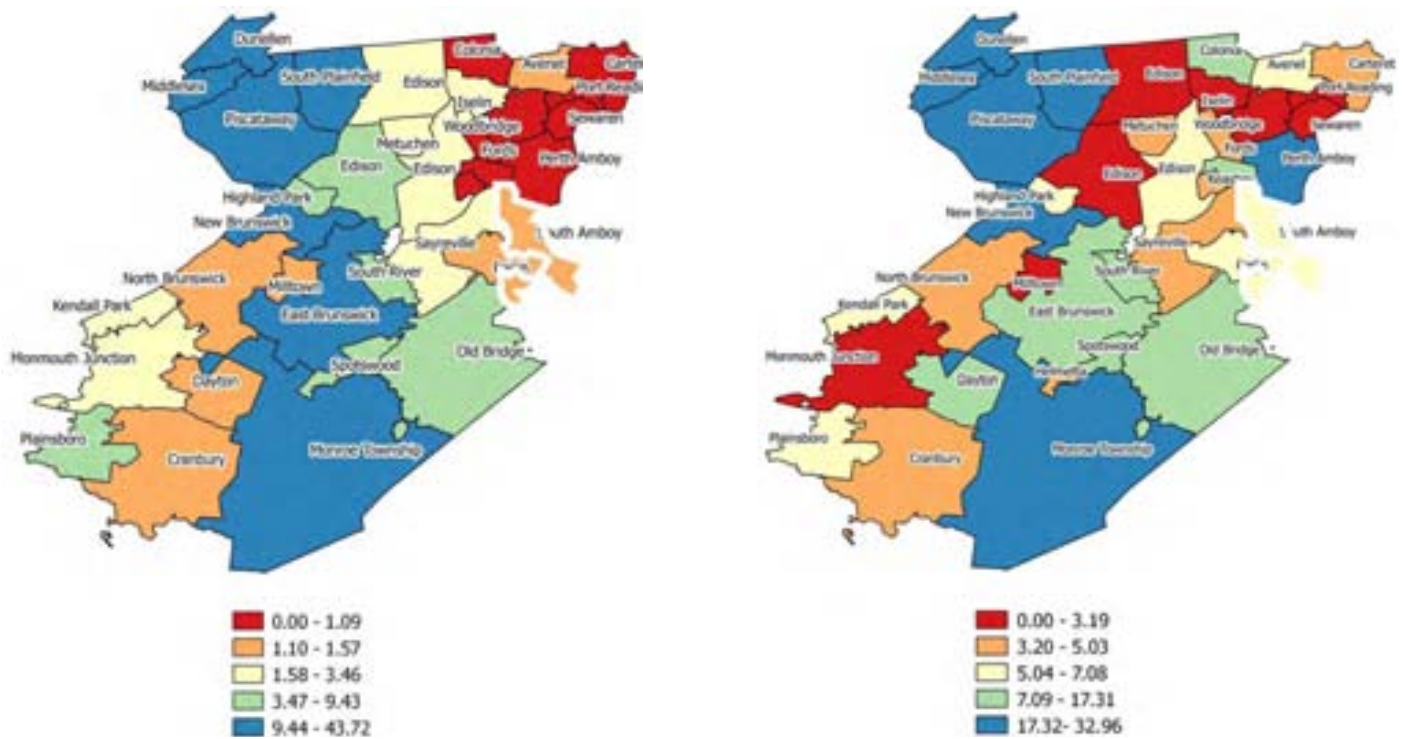 Dunellen
Colonia
Avenel
South Plainfield
Edison
Carteret
Middlesex
Port Reading
Iselin
Piscataway
Woodbridge
Sewaren
Metuchen
Fords
Edison
Edison
Perth Amboy
Highland Park
New Brunswick
South Amboy
Sayreville
North Brunswick
South River
Milltown
Kendall Park
East Brunswick
Monmouth Junction
Old Bridge
Spotswood
Dayton
Plainsboro
Cranbury
Monroe Township
0.00 - 1.09
1.10 - 1.57
1.58 - 3.46
3.47 - 9.43
9.44 - 43.72
Dunellen
Colonia
Avenel
Carteret
South Plainfield
Edison
Middlesex
Port Reading
Iselin
Piscataway
Woodbridge
Sewaren
Metuchen
Fords
Perth Amboy
Edison
Edison
Highland Park
New Brunswick
South Amboy
Sayreville
North Brunswick
South River
Milltown
Kendall Park
East Brunswick
Monmouth Junction
Spotswood
Old Bridge
Helmetta
Dayton
Plainsboro
Cranbury
Monroe Township
0.00 - 3.19
3.20 - 5.03
5.04 - 7.08
7.09 - 17.31
17.32- 32.96